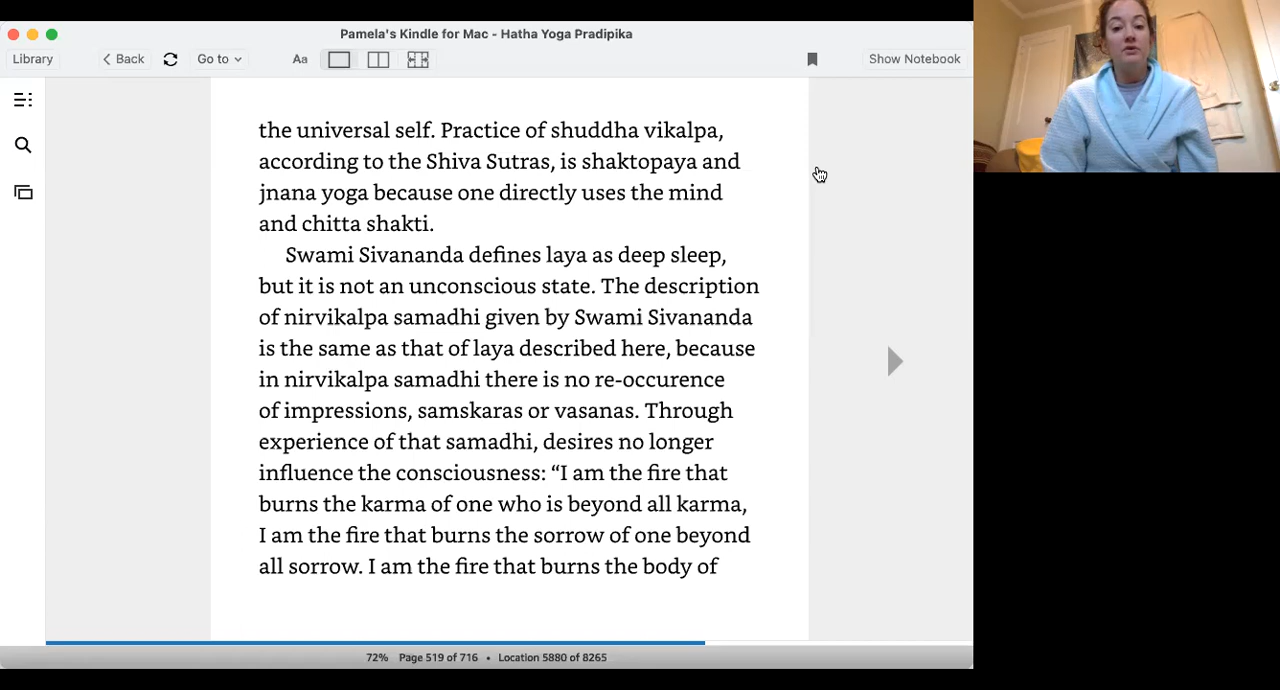 Pamela's Kindle for Mac - Hatha Yoga Pradipika
Library
Back
Go to
Aa
Show Notebook
the universal self. Practice of shuddha vikalpa,
according to the Shiva Sutras, is shaktopaya and
jnana yoga because one directly uses the mind
and chitta shakti.
Swami Sivananda defines laya as deep sleep,
but it is not an unconscious state. The description
of nirvikalpa samadhi given by Swami Sivananda
is the same as that of laya described here, because
in nirvikalpa samadhi there is no re-occurence
of impressions, samskaras or vasanas. Through
experience of that samadhi, desires no longer
influence the consciousness: “I am the fire that
burns the karma of one who is beyond all karma,
I am the fire that burns the sorrow of one beyond
all sorrow. I am the fire that burns the body of
72% Page 519 of 716 • Location 5880 of 8265